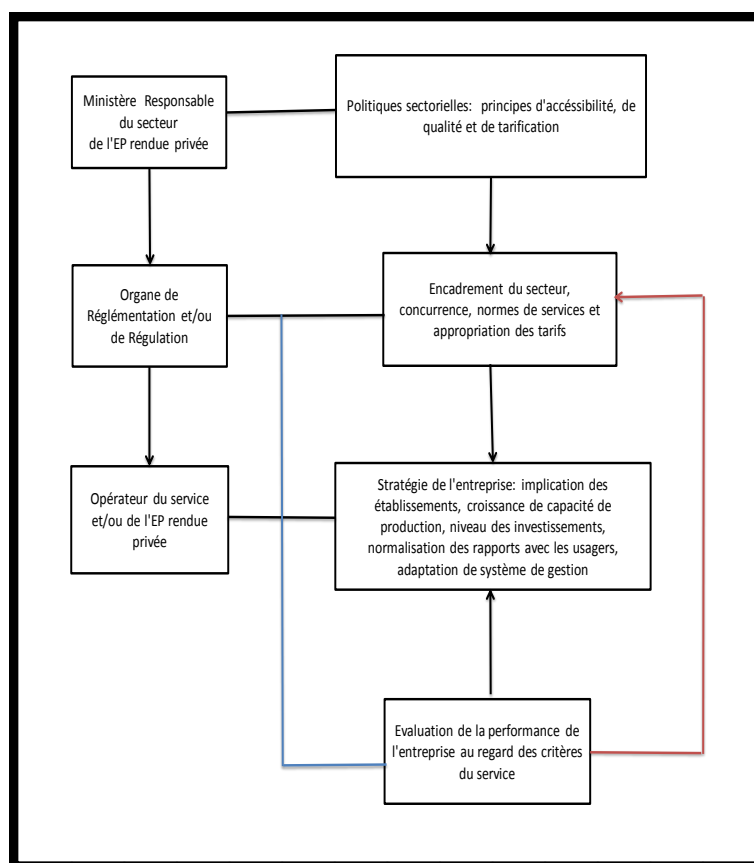 Ministère Responsable
du secteur
de l'EP rendue privée
Politiques sectorielles: principes d'accéssibilité, de
qualité et de tarification
Organe de
Réglémentation et/ou
de Régulation
Encadrement du secteur,
concurrence, normes de services et
appropriation des tarifs
Opérateur du service
et/ou de l'EP rendue
privée
Stratégie de l'entreprise: implication des
établissements, croissance de capacité de
production, niveau des investissements,
normalisation des rapports avec les usagers,
adaptation de système de gestion
Evaluation de la performance de
l'entreprise au regard des critères
du service